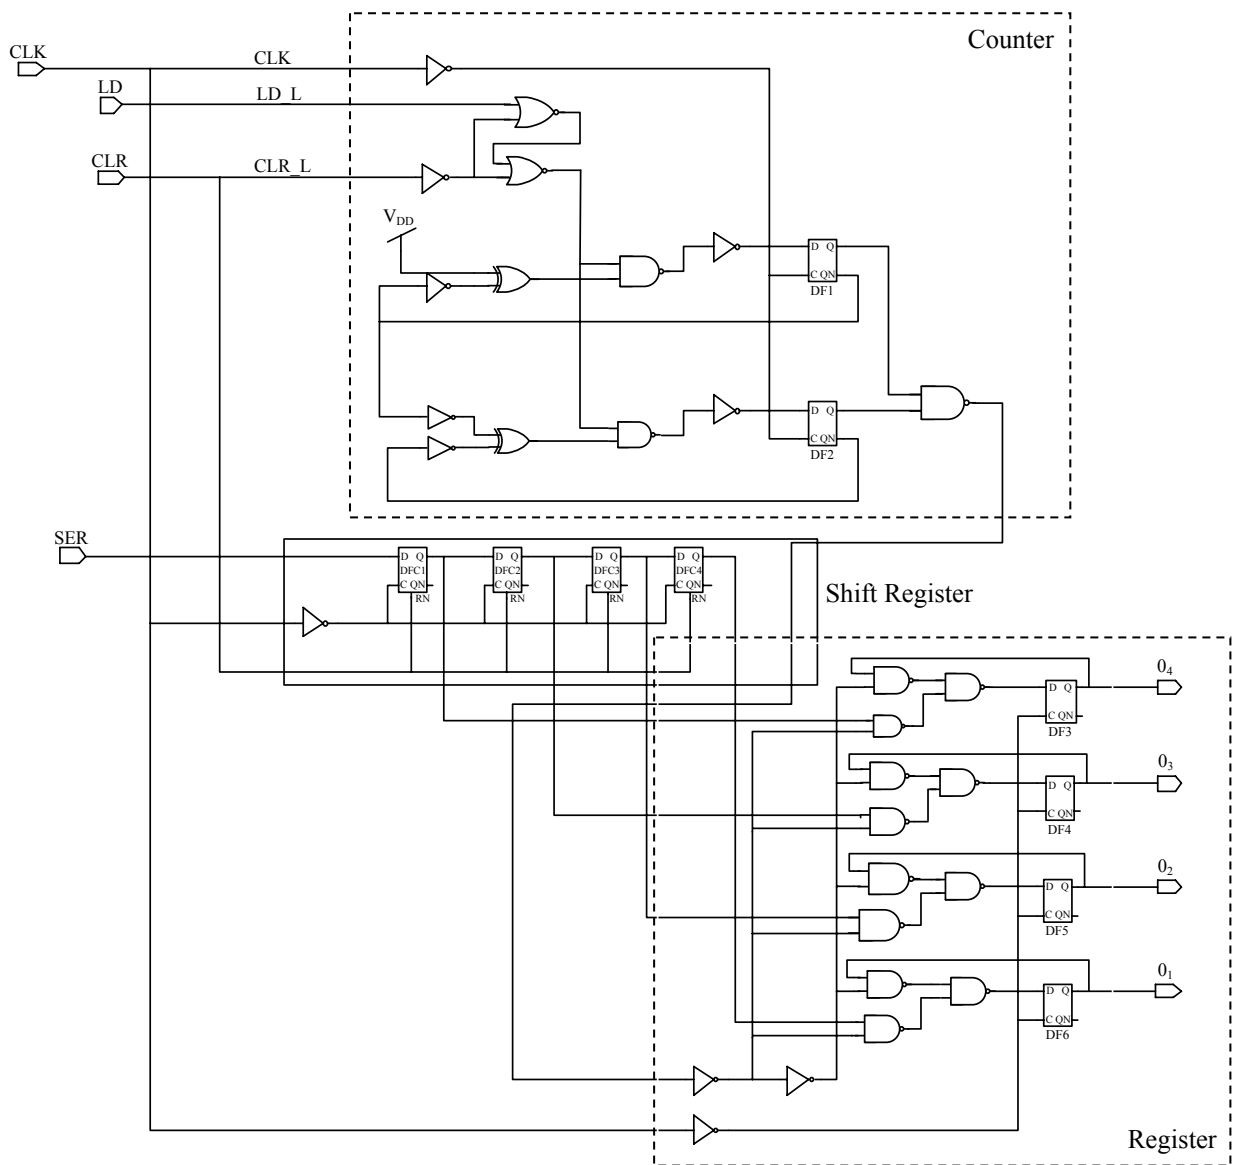 Counter
CLK
CLK
LD
LD_L
CLR
CLR_L
VDD
D Q
C QN
DF1
D Q
C QN
DF2
SER
D Q
DFC1
C QN
RN
D Q
DFC2
C QN
RN
D Q
DFC3
C QN
RN
D Q
DFC4
C QN
RN
Shift Register
04
D Q
C QN
DF3
03
D Q
C QN
DF4
02
D Q
C QN
DF5
01
D Q
C QN
DF6
Register